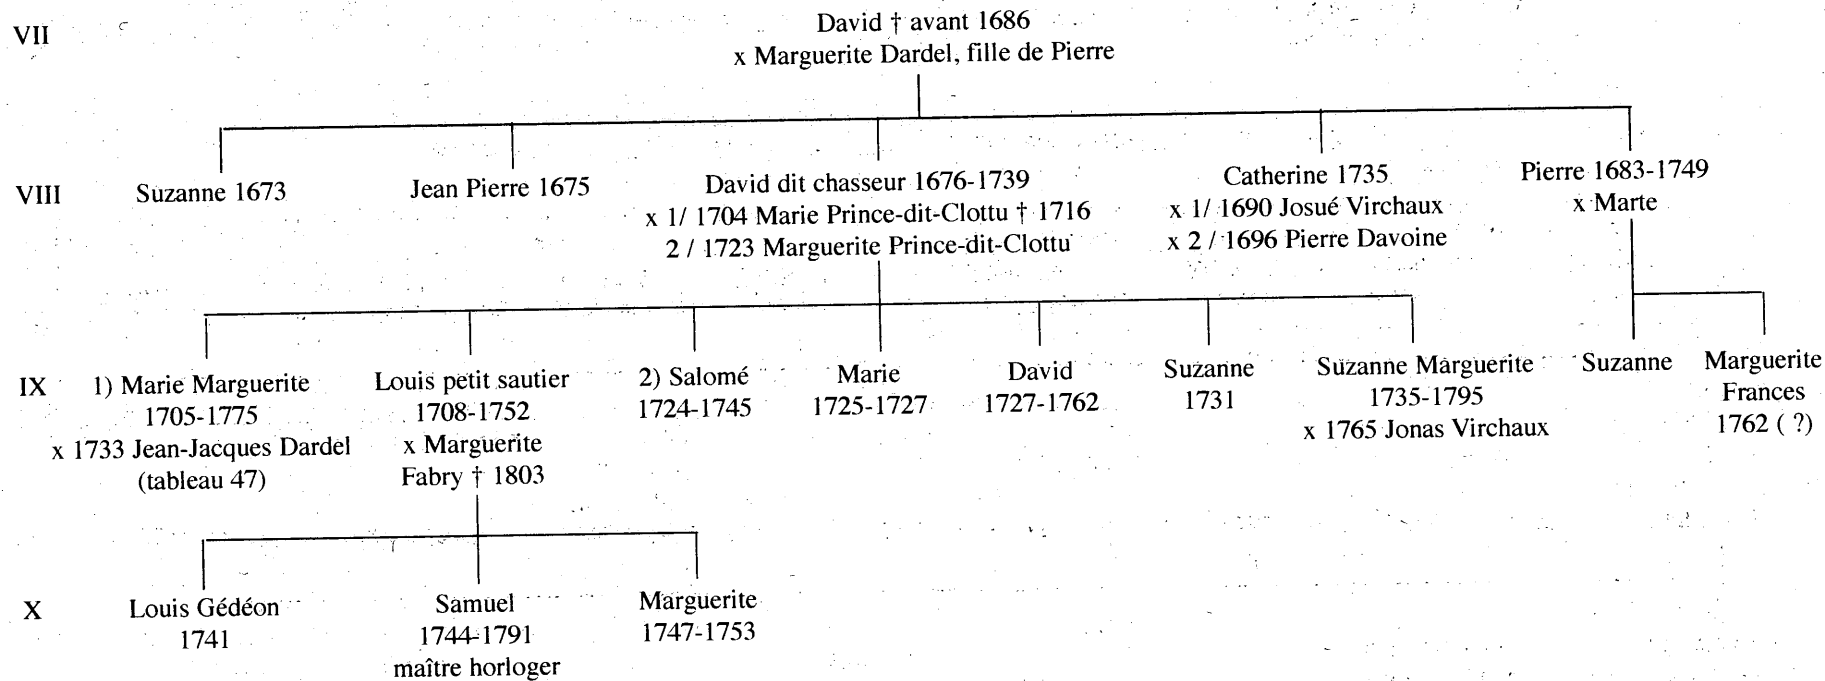 VII
David † avant 1686
x Marguerite Dardel, fille de Pierre
VIII
Suzanne 1673
Jean Pierre 1675
David dit chasseur 1676-1739
x 1/ 1704 Marie Prince-dit-Clottu † 1716
2 / 1723 Marguerite Prince-dit-Clottu
Catherine 1735
x 1/ 1690 Josué Virchaux
x 2 / 1696 Pierre Davoine
Pierre 1683-1749
x Marte
IX
1) Marie Marguerite
1705-1775
x 1733 Jean-Jacques Dardel
(tableau 47)
Louis petit sautier
1708-1752
x Marguerite
Fabry † 1803
2) Salomé
1724-1745
Marie
1725-1727
David
1727-1762
Suzanne
1731
Suzanne Marguerite
1735-1795
x 1765 Jonas Virchaux
Suzanne
Marguerite
Frances
1762 ( ?)
X
Louis Gédéon
1741
Samuel
1744-1791
maître horloger
Marguerite
1747-1753